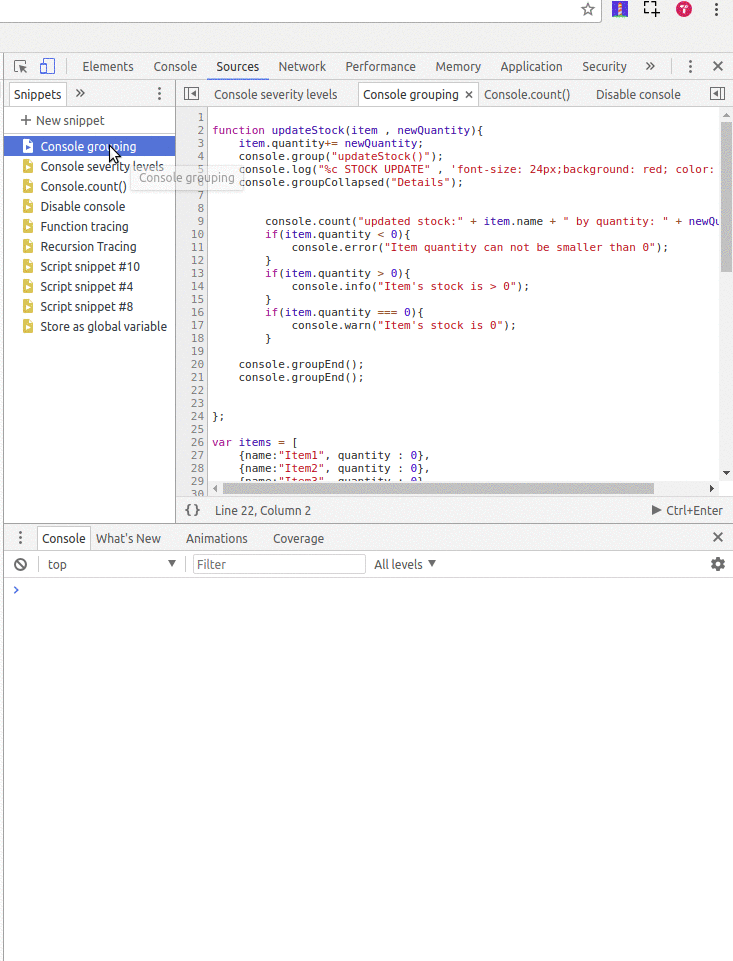 Elements Console Sources Network Performance Memory Application Security »
Snippets »
Console severity levels Console grouping × Console.count() Disable console
+ New snippet
Console grouping
Console severity levels
Console.count()
Disable console
Function tracing
Recursion Tracing
Script snippet #10
Script snippet #4
Script snippet #8
Store as global variable
Console grouping
1
2 function updateStock(item , newQuantity){
3 item.quantity+= newQuantity;
4 console.group("updateStock()");
5 console.log("%c STOCK UPDATE" , 'font-size: 24px;background: red; color:
6 console.groupCollapsed("Details");
7
8
9 console.count("updated stock:" + item.name + " by quantity: " + newQu
10 if(item.quantity < 0){
11 console.error("Item quantity can not be smaller than 0");
12 }
13 if(item.quantity > 0){
14 console.info("Item's stock is > 0");
15 }
16 if(item.quantity === 0){
17 console.warn("Item's stock is 0");
18 }
19
20 console.groupEnd();
21 console.groupEnd();
22
23
24 };
25
26 var items = [
27 {name:"Item1", quantity : 0},
28 {name:"Item2", quantity : 0},
29 {name:"Item3", quantity : 0}
30
{} Line 22, Column 2 Ctrl+Enter
Console What's New Animations Coverage
top Filter All levels